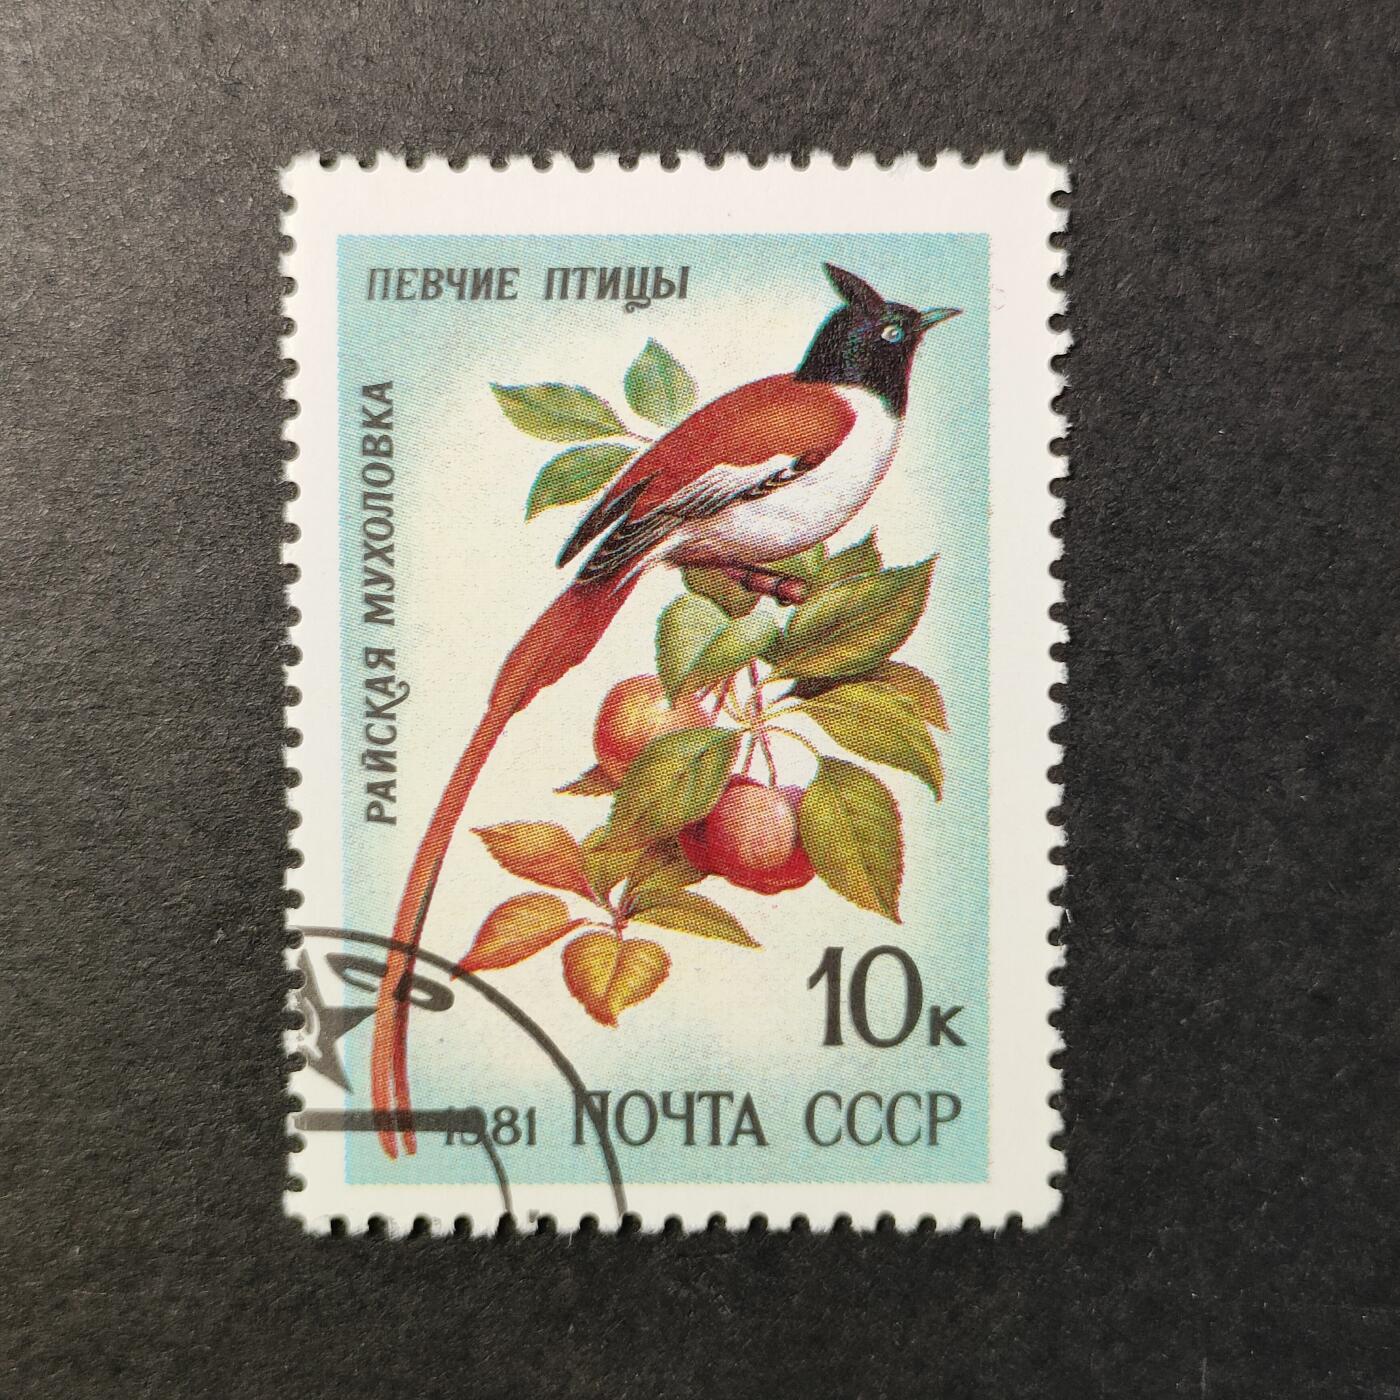 ПЕВЧИЕ ПТИЦЫ
РАЙСКАЯ МУХОЛОВКА
10к
1981 ПОЧТА СССР